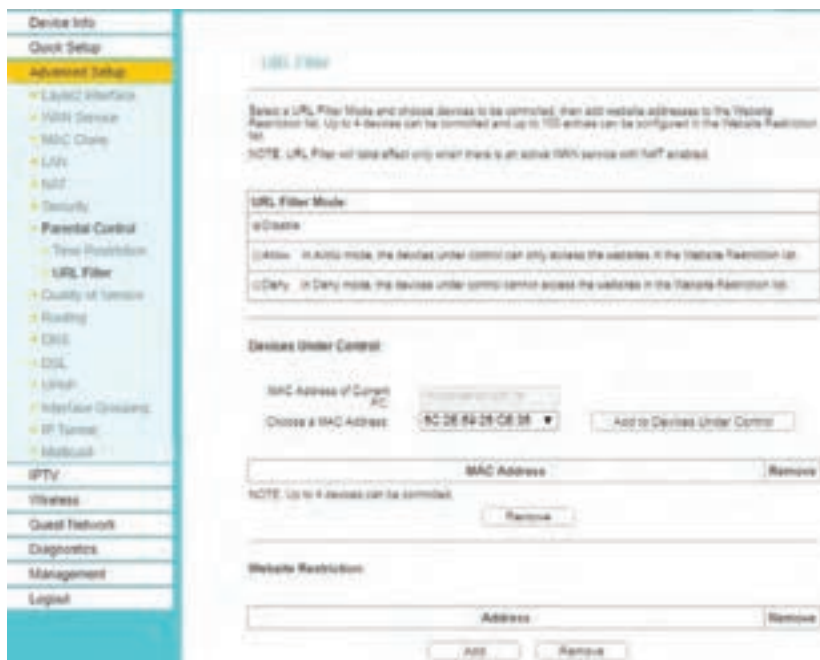 Device Info
Quick Setup
Advanced Setup
Layer2 Interface
WAN Service
MAC Clone
LAN
NAT
Security
Parental Control
Time Restriction
URL Filter
Quality of Service
Routing
DNS
DSL
UPNP
Interface Grouping
IP Tunnel
Multicast
IPTV
Wireless
Guest Network
Diagnostics
Management
Logout
URL Filter
Select a URL Filter Mode and choose devices to be controlled, then add website addresses to the Website
Restriction list. Up to 4 devices can be controlled and up to 100 entries can be configured in the Website Restriction
list.
NOTE: URL Filter will take effect only when there is an active WAN service with NAT enabled.
URL Filter Mode
Disable
Allow In Allow mode, the devices under control can only access the websites in the Website Restriction list.
Deny In Deny mode, the devices under control cannot access the websites in the Website Restriction list.
Devices Under Control
MAC Address of Current
PC:
Choose a MAC Address:
Add to Devices Under Control
MAC Address Remove
NOTE: Up to 4 devices can be controlled.
Remove
Website Restriction
Address Remove
Add Remove